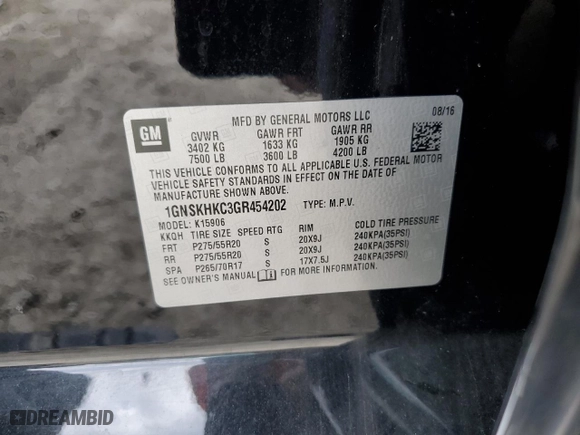 GM
MFD BY GENERAL MOTORS LLC 08/16
GVWR GAWR FRT GAWR RR
3402 KG 1633 KG 1905 KG
7500 LB 3600 LB 4200 LB
THIS VEHICLE CONFORMS TO ALL APPLICABLE U.S. FEDERAL MOTOR
VEHICLE SAFETY STANDARDS IN EFFECT ON THE DATE OF
MANUFACTURE SHOWN ABOVE.
1GNSKHKC3GR454202 TYPE: M.P.V.
MODEL: K15906
KKQH TIRE SIZE SPEED RTG RIM COLD TIRE PRESSURE
FRT P275/55R20 S 20X9J 240KPA(35PSI)
RR P275/55R20 S 20X9J 240KPA(35PSI)
SPA P265/70R17 S 17X7.5J 240KPA(35PSI)
SEE OWNER'S MANUAL FOR MORE INFORMATION.
DREAMBID